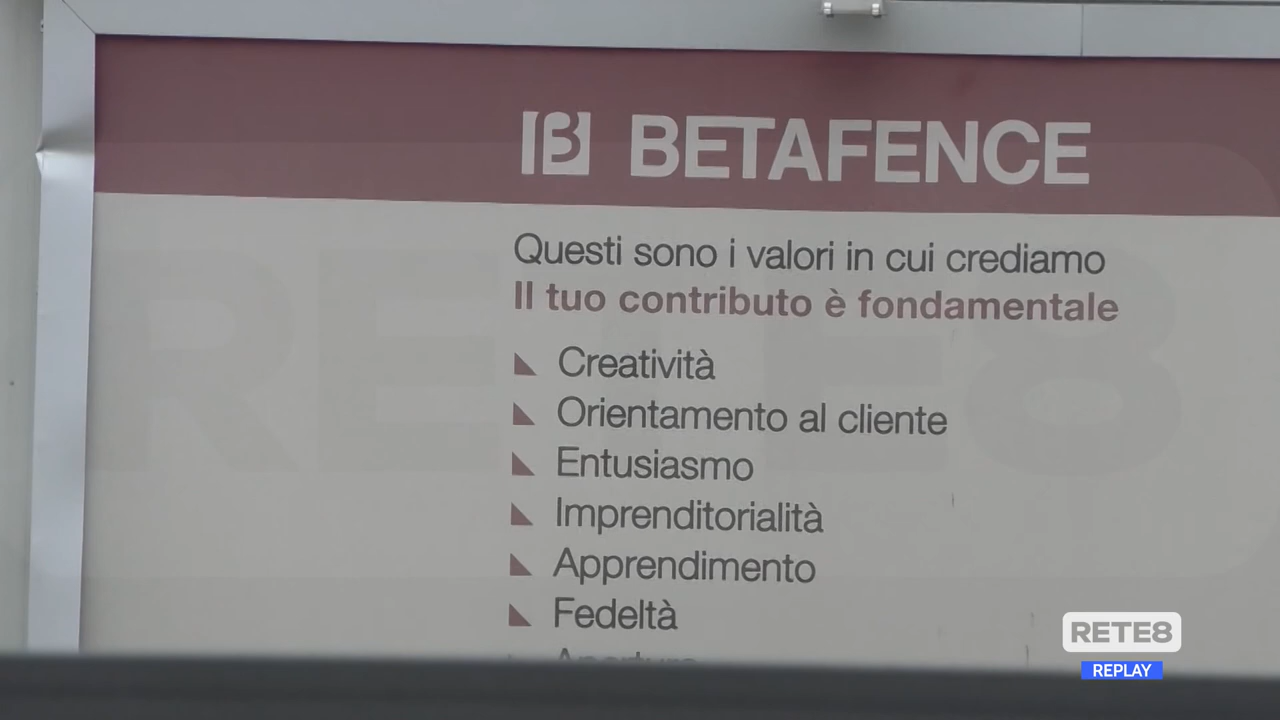 BETAFENCE
Questi sono i valori in cui crediamo
Il tuo contributo è fondamentale
Creatività
Orientamento al cliente
Entusiasmo
Imprenditorialità
Apprendimento
Fedeltà
RETE8
REPLAY